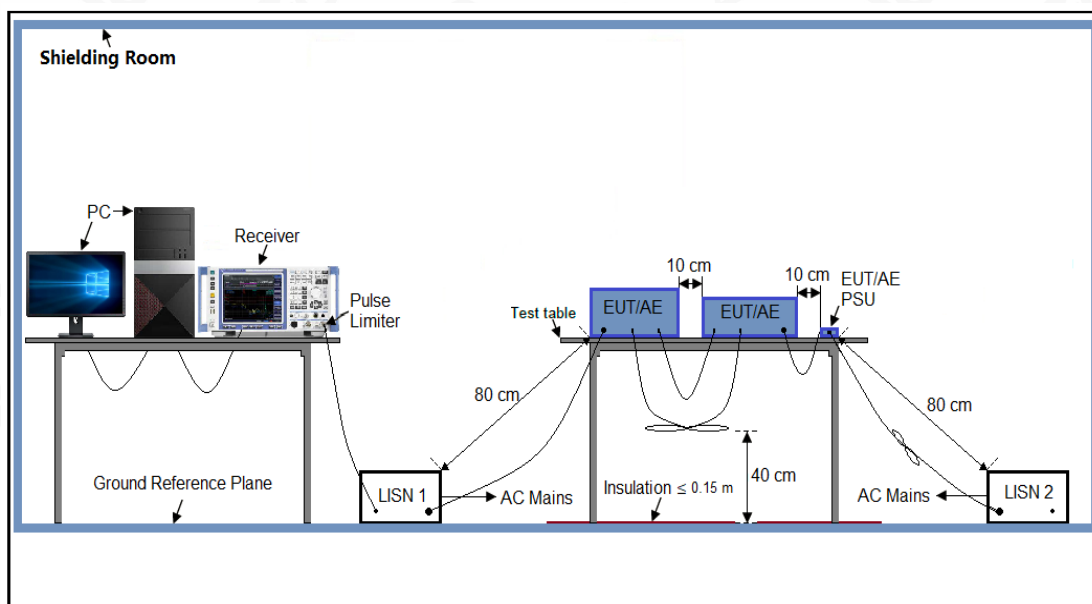 Shielding Room
PC
Receiver
Pulse
Limiter
10 cm
10 cm
EUT/AE
PSU
EUT/AE
EUT/AE
Test table
80 cm
80 cm
40 cm
Ground Reference Plane
LISN 1
AC Mains
Insulation ≤ 0.15 m
AC Mains
LISN 2